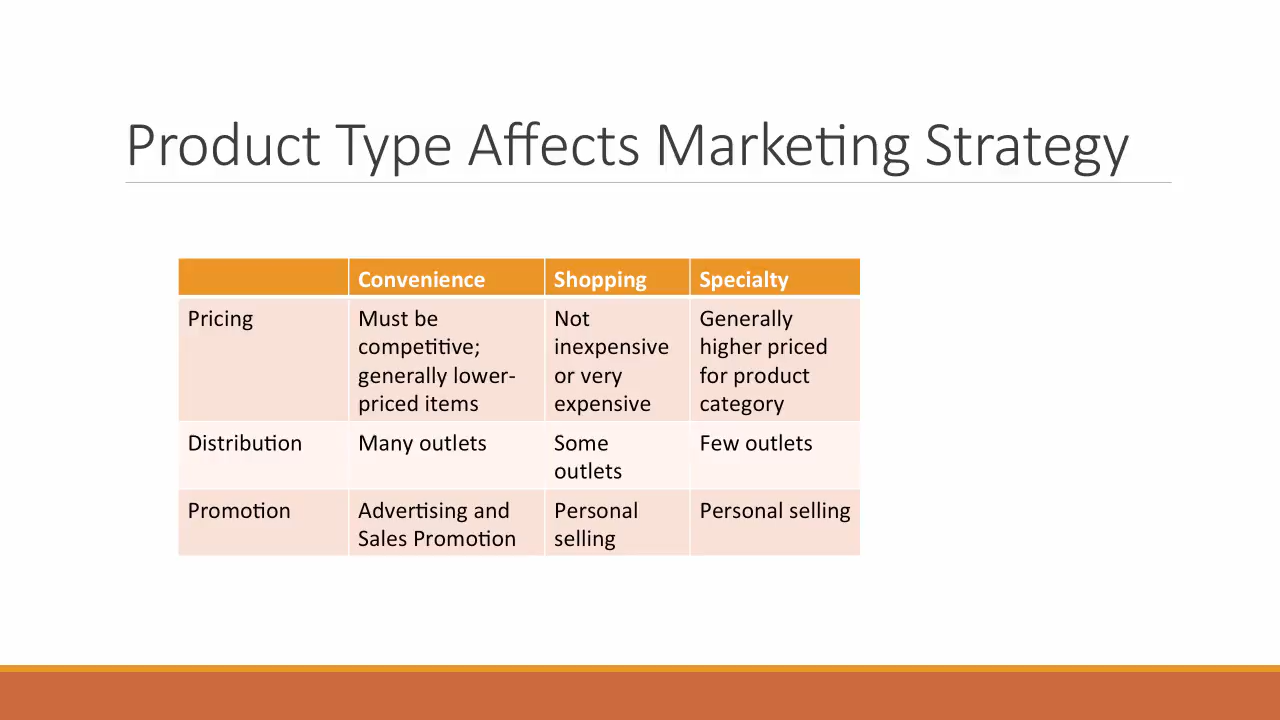 Product Type Affects Marketing Strategy
Convenience
Shopping
Specialty
Pricing
Must be
competitive;
generally lower-
priced items
Not
inexpensive
or very
expensive
Generally
higher priced
for product
category
Distribution
Many outlets
Some
outlets
Few outlets
Promotion
Advertising and
Sales Promotion
Personal
selling
Personal selling